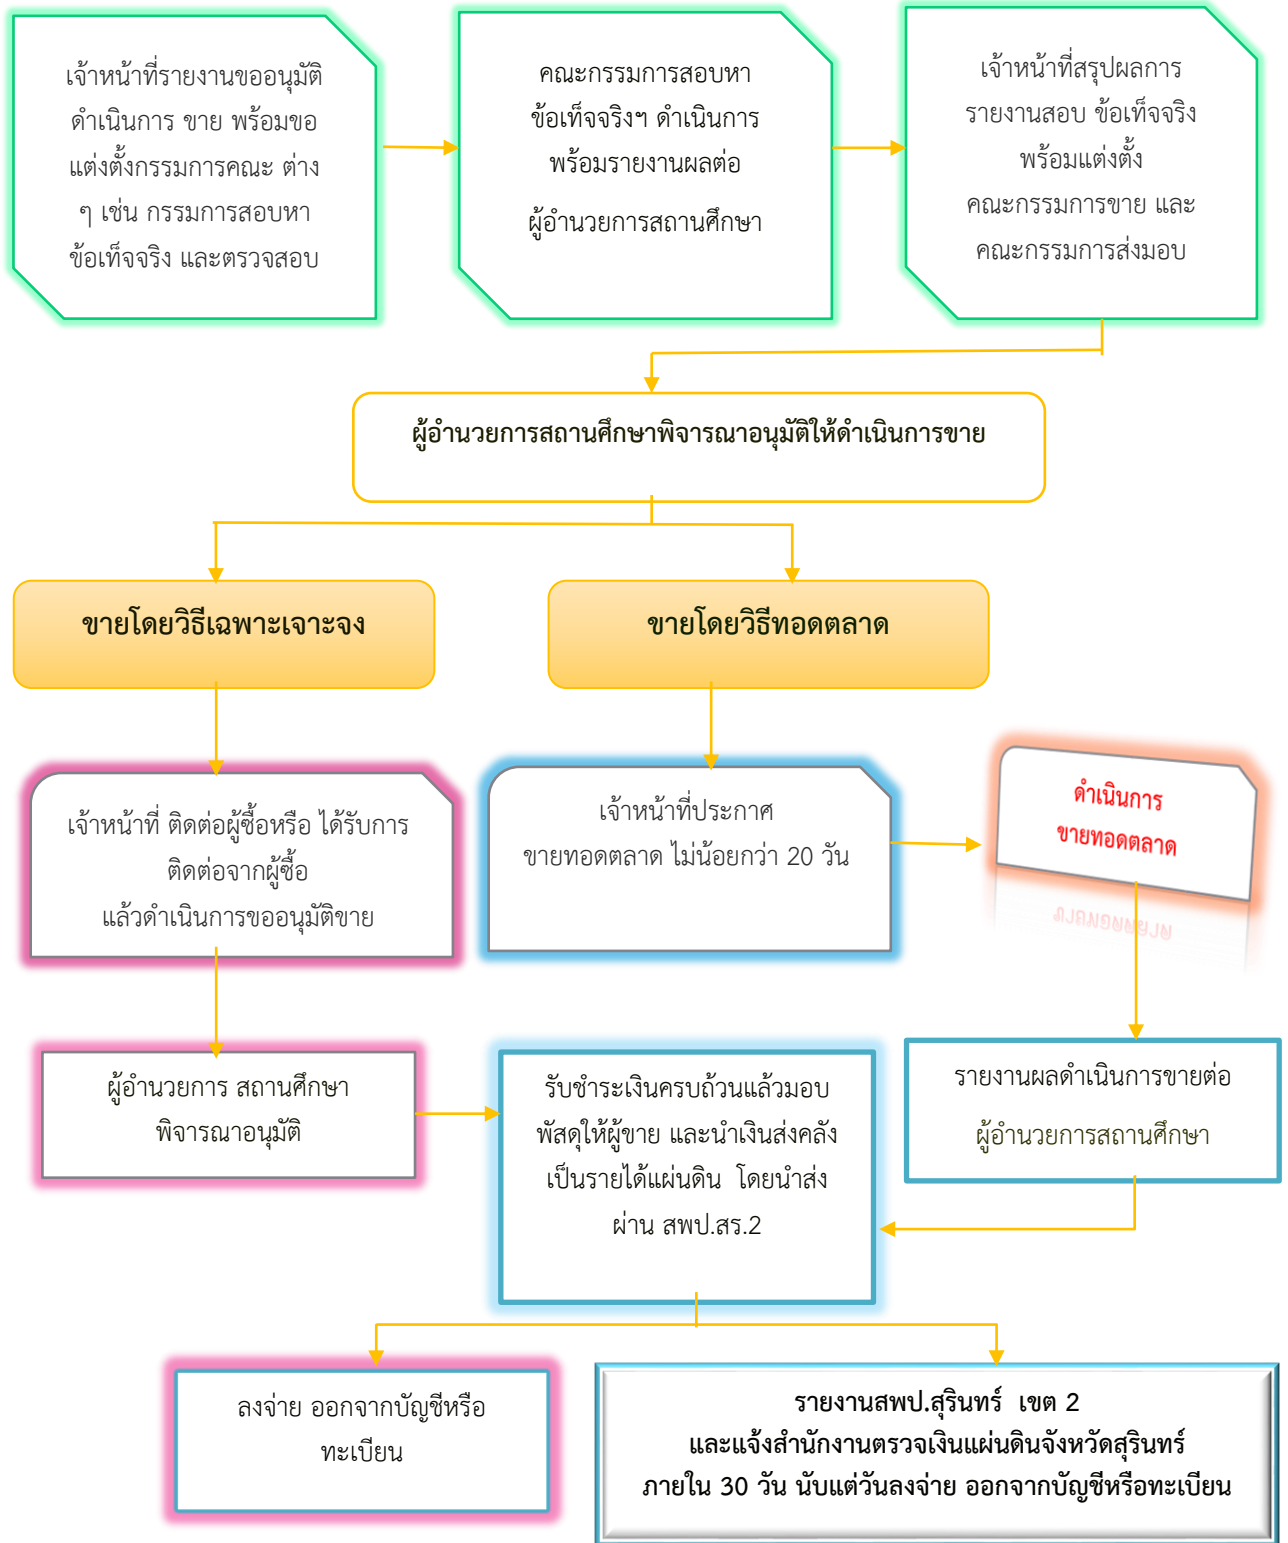 เจ้าหน้าที่รายงานขออนุมัติ
ดำเนินการ ขาย พร้อมขอ
แต่งตั้งกรรมการคณะ ต่าง
ๆ เช่น กรรมการสอบหา
ข้อเท็จจริง และตรวจสอบ
คณะกรรมการสอบหา
ข้อเท็จจริงฯ ดำเนินการ
พร้อมรายงานผลต่อ
ผู้อำนวยการสถานศึกษา
เจ้าหน้าที่สรุปผลการ
รายงานสอบ ข้อเท็จจริง
พร้อมแต่งตั้ง
คณะกรรมการขาย และ
คณะกรรมการส่งมอบ
ผู้อำนวยการสถานศึกษาพิจารณาอนุมัติให้ดำเนินการขาย
ขายโดยวิธีเฉพาะเจาะจง
ขายโดยวิธีทอดตลาด
เจ้าหน้าที่ ติดต่อผู้ซื้อหรือ ได้รับการ
ติดต่อจากผู้ซื้อ
แล้วดำเนินการขออนุมัติขาย
เจ้าหน้าที่ประกาศ
ขายทอดตลาด ไม่น้อยกว่า 20 วัน
ดำเนินการ
ขายทอดตลาด
ผู้อำนวยการ สถานศึกษา
พิจารณาอนุมัติ
รับชำระเงินครบถ้วนแล้วมอบ
พัสดุให้ผู้ขาย และนำเงินส่งคลัง
เป็นรายได้แผ่นดิน โดยนำส่ง
ผ่าน สพป.สร.2
รายงานผลดำเนินการขายต่อ
ผู้อำนวยการสถานศึกษา
ลงจ่าย ออกจากบัญชีหรือ
ทะเบียน
รายงานสพป.สุรินทร์ เขต 2
และแจ้งสำนักงานตรวจเงินแผ่นดินจังหวัดสุรินทร์
ภายใน 30 วัน นับแต่วันลงจ่าย ออกจากบัญชีหรือทะเบียน